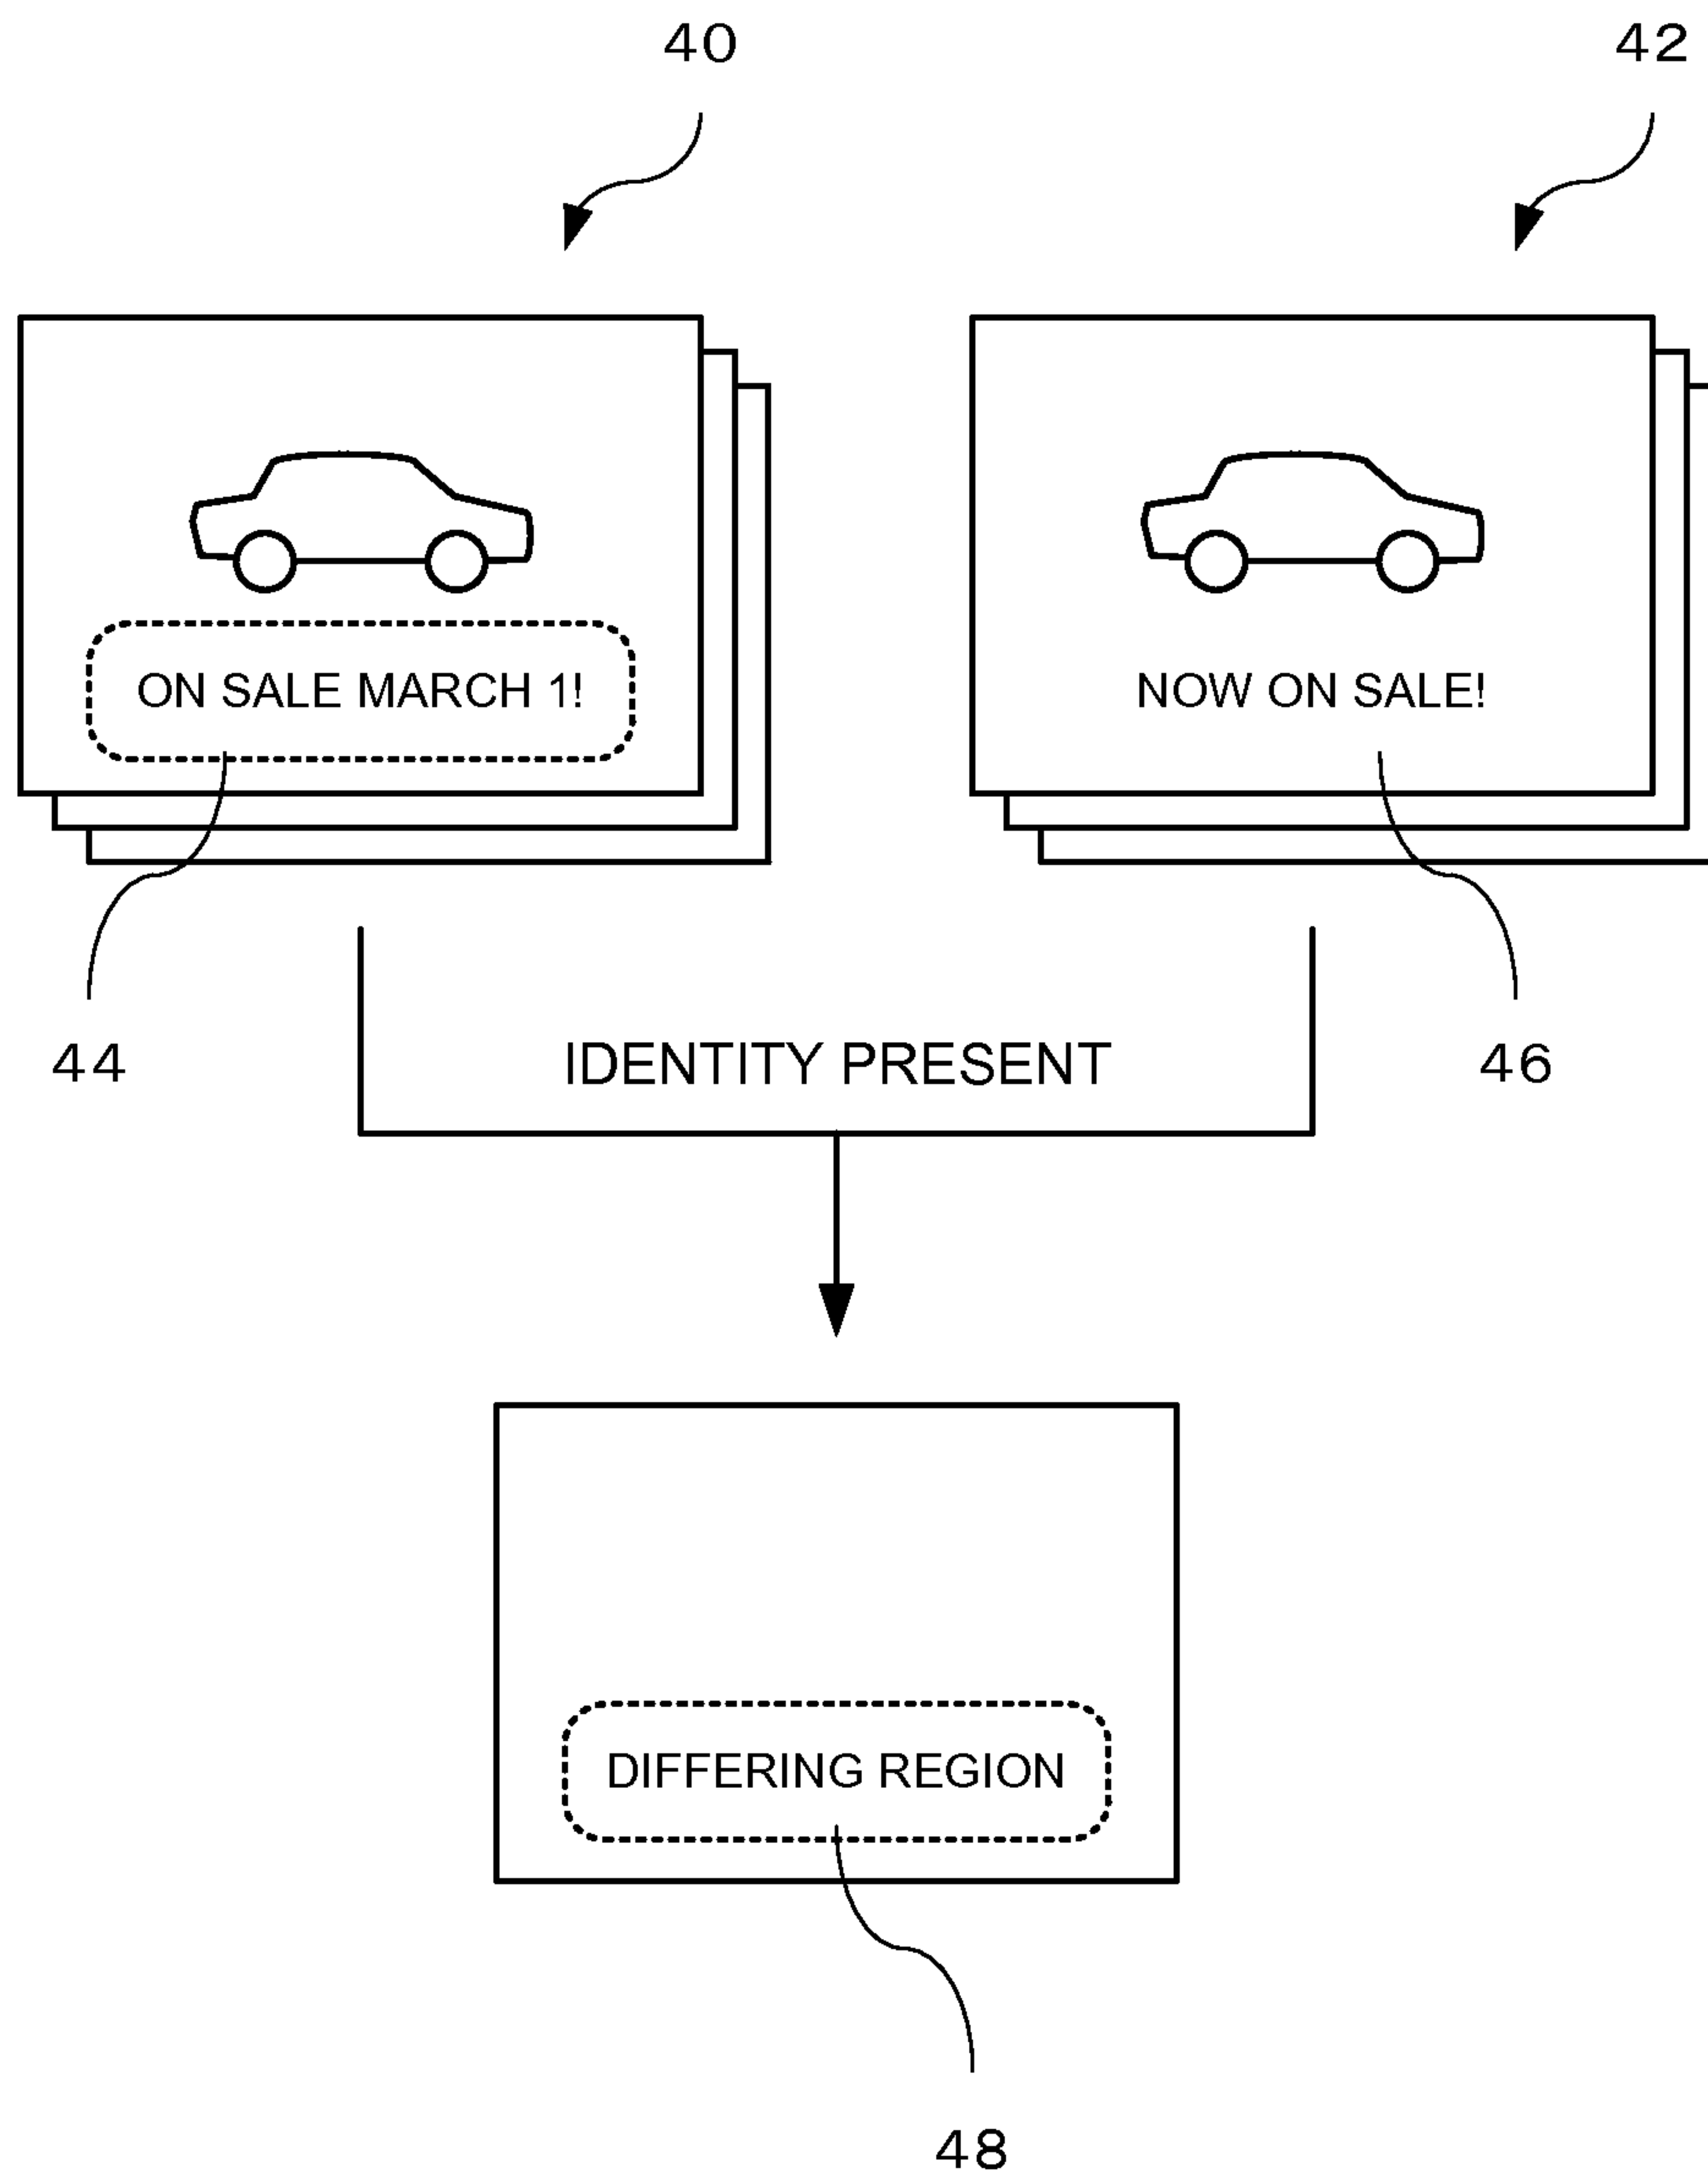 40
42
ON SALE MARCH 1!
NOW ON SALE!
44
IDENTITY PRESENT
46
DIFFERING REGION
48